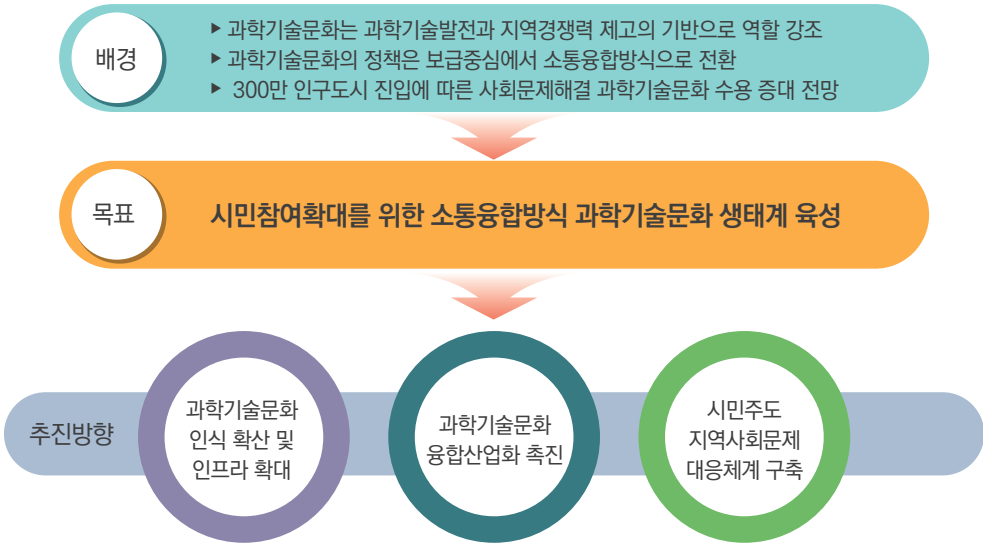 배경
▶ 과학기술문화는 과학기술발전과 지역경쟁력 제고의 기반으로 역할 강조
▶ 과학기술문화의 정책은 보급중심에서 소통융합방식으로 전환
▶ 300만 인구도시 진입에 따른 사회문제해결 과학기술문화 수용 증대 전망
목표
시민참여확대를 위한 소통융합방식 과학기술문화 생태계 육성
추진방향
과학기술문화
인식 확산 및
인프라 확대
과학기술문화
융합산업화 촉진
시민주도
지역사회문제
대응체계 구축